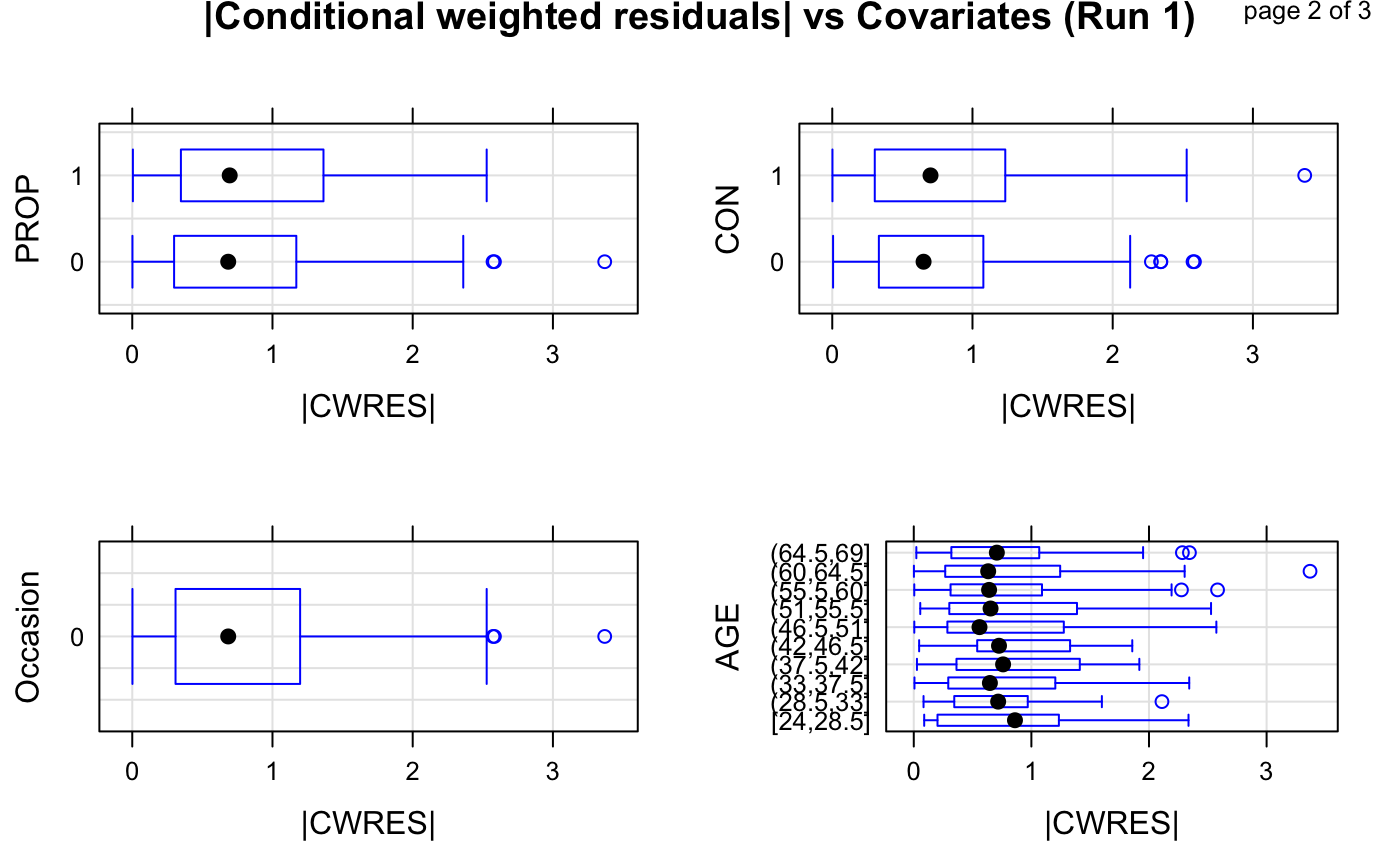 |Conditional weighted residuals| vs Covariates (Run 1)
page 2 of 3
PROP
1
0
0 1 2 3
|CWRES|
CON
1
0
0 1 2 3
|CWRES|
Occasion
0
0 1 2 3
|CWRES|
AGE
(64.5,69]
(60,64.5]
(55.5,60]
(51,55.5]
(46.5,51]
(42,46.5]
(37.5,42]
(33,37.5]
(28.5,33]
[24,28.5]
0 1 2 3
|CWRES|